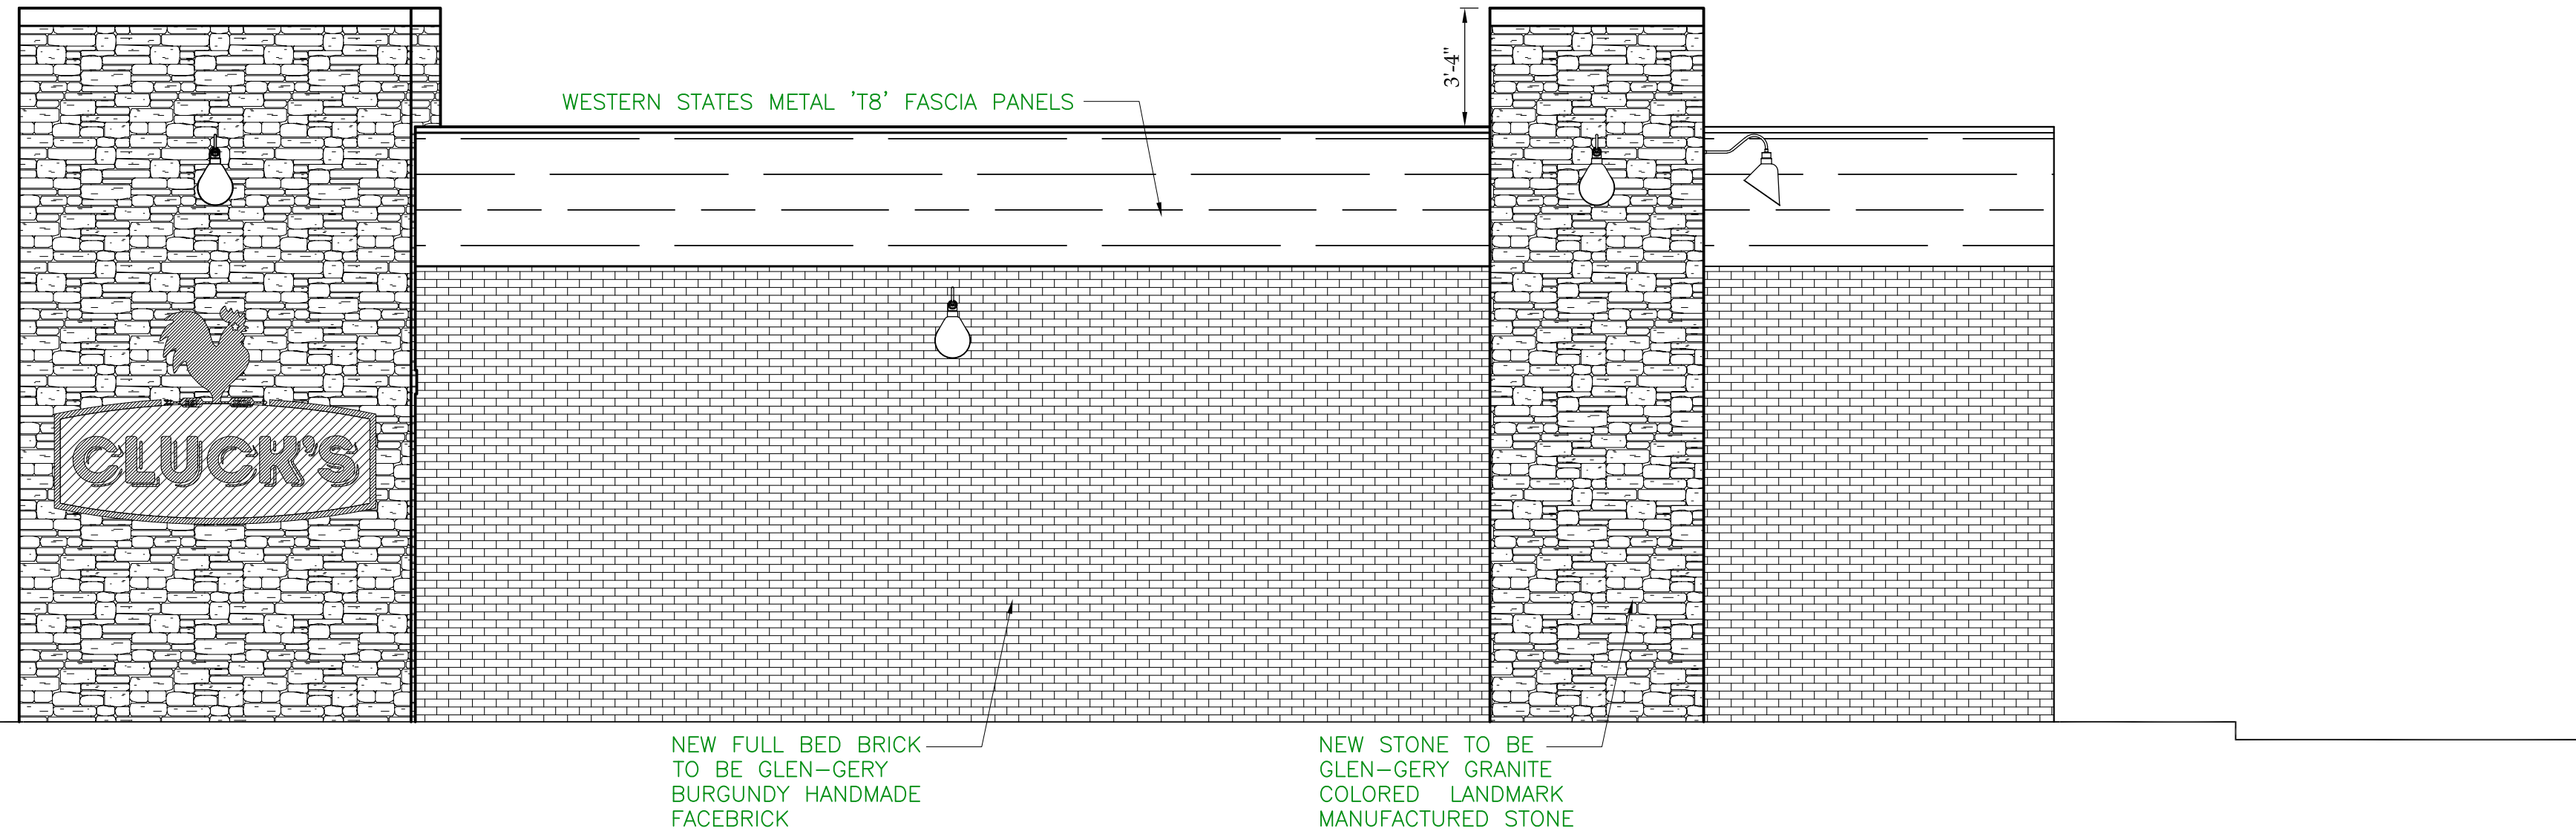 3'-4"
WESTERN STATES METAL 'T8' FASCIA PANELS
CLUCK'S
NEW FULL BED BRICK
TO BE GLEN-GERY
BURGUNDY HANDMADE
FACEBRICK
NEW STONE TO BE
GLEN-GERY GRANITE
COLORED LANDMARK
MANUFACTURED STONE